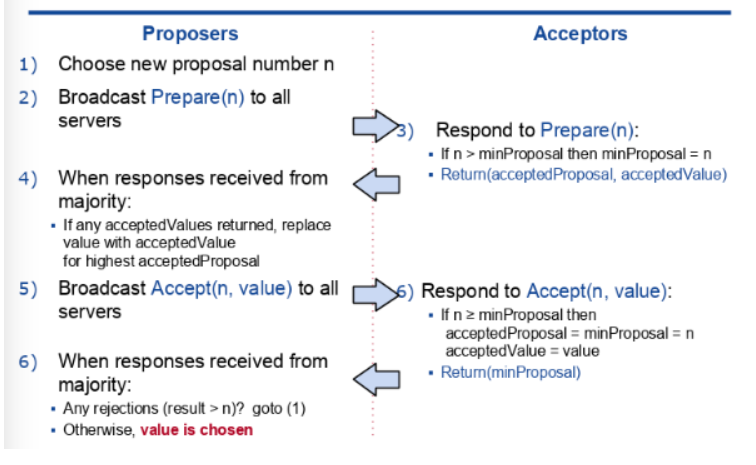 Proposers
Acceptors
1) Choose new proposal number n
2) Broadcast Prepare(n) to all
servers
3) Respond to Prepare(n):
▪ If n > minProposal then minProposal = n
▪ Return(acceptedProposal, acceptedValue)
4) When responses received from
majority:
▪ If any acceptedValues returned, replace
value with acceptedValue
for highest acceptedProposal
5) Broadcast Accept(n, value) to all
servers
6) Respond to Accept(n, value):
▪ If n ≥ minProposal then
acceptedProposal = minProposal = n
acceptedValue = value
▪ Return(minProposal)
6) When responses received from
majority:
▪ Any rejections (result > n)? goto (1)
▪ Otherwise, value is chosen